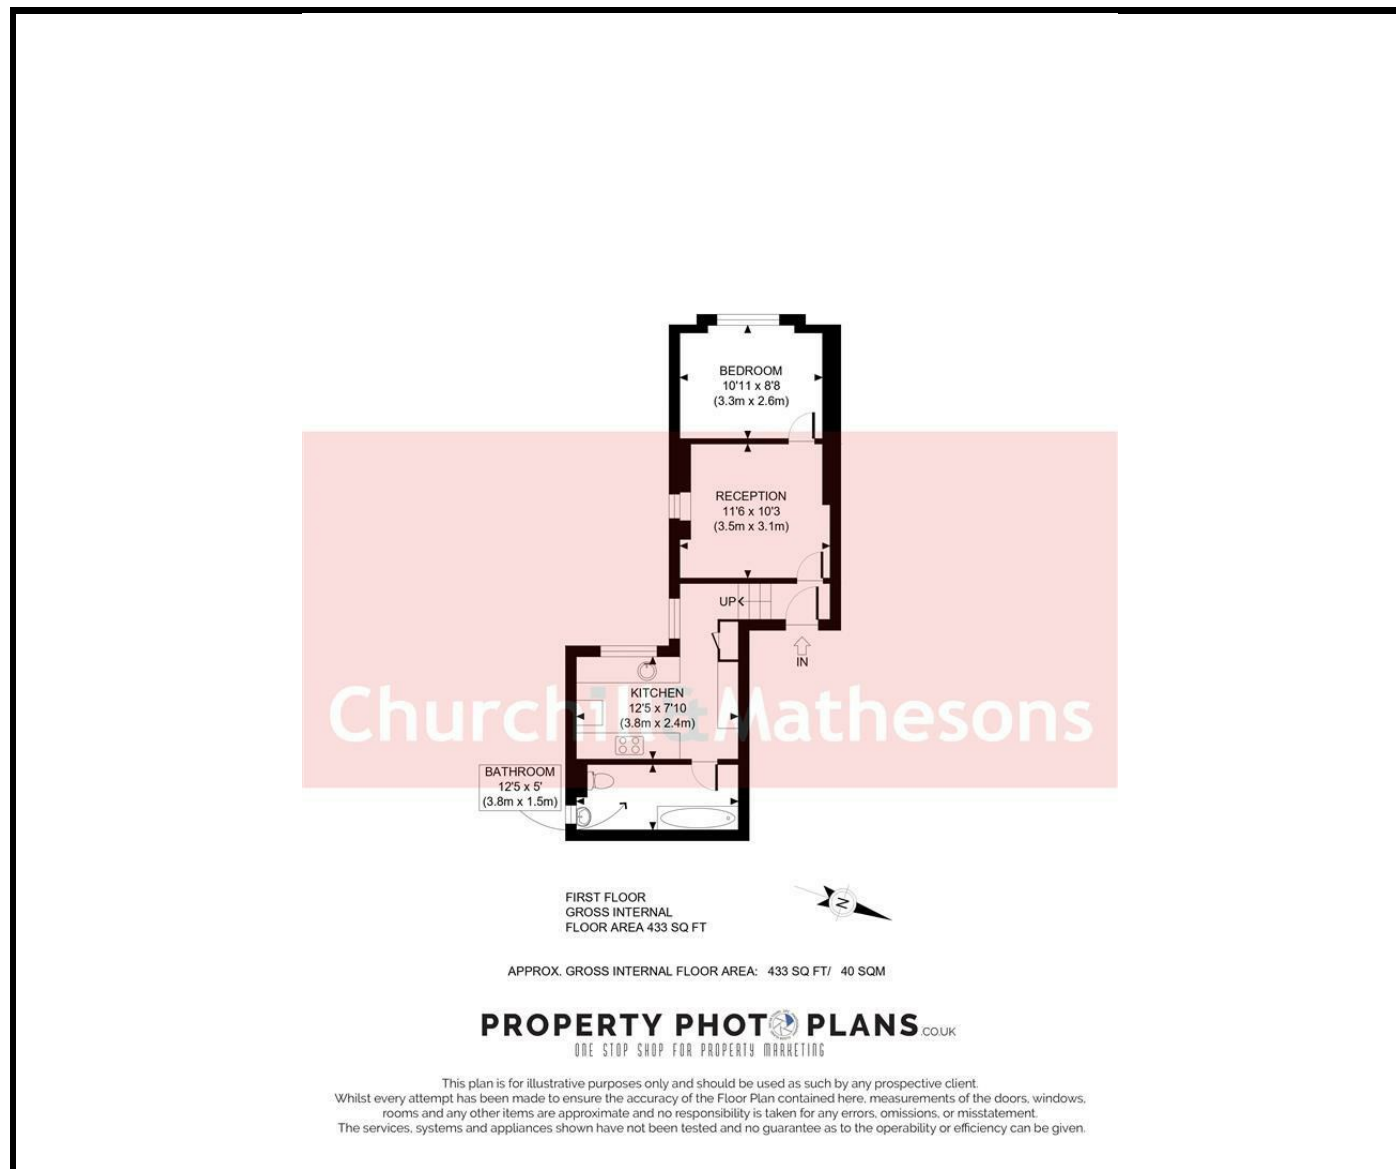 BEDROOM
10'11 x 8'8
(3.3m x 2.6m)
RECEPTION
11'6 x 10'3
(3.5m x 3.1m)
UP
IN
KITCHEN
12'5 x 7'10
(3.8m x 2.4m)
Churchill&Mathesons
BATHROOM
12'5 x 5'
(3.8m x 1.5m)
N
FIRST FLOOR
GROSS INTERNAL
FLOOR AREA 433 SQ FT
APPROX. GROSS INTERNAL FLOOR AREA: 433 SQ FT/ 40 SQM
PROPERTY PHOTO PLANS.CO.UK
ONE STOP SHOP FOR PROPERTY MARKETING
This plan is for illustrative purposes only and should be used as such by any prospective client.
Whilst every attempt has been made to ensure the accuracy of the Floor Plan contained here, measurements of the doors, windows,
rooms and any other items are approximate and no responsibility is taken for any errors, omissions, or misstatement.
The services, systems and appliances shown have not been tested and no guarantee as to the operability or efficiency can be given.